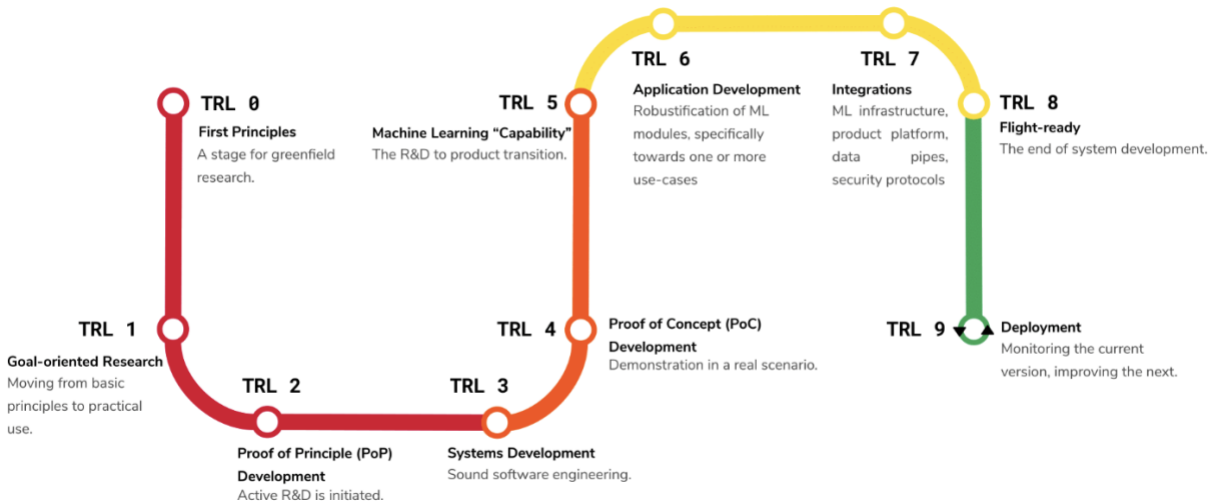 TRL 0
First Principles
A stage for greenfield
research.
TRL 1
Goal-oriented Research
Moving from basic
principles to practical
use.
TRL 2
Proof of Principle (PoP)
Development
Active R&D is initiated.
TRL 3
Systems Development
Sound software engineering.
TRL 4
Proof of Concept (PoC)
Development
Demonstration in a real scenario.
TRL 5
Machine Learning “Capability”
The R&D to product transition.
TRL 6
Application Development
Robustification of ML
modules, specifically
towards one or more
use-cases
TRL 7
Integrations
ML infrastructure,
product platform,
data pipes,
security protocols
TRL 8
Flight-ready
The end of system development.
TRL 9
Deployment
Monitoring the current
version, improving the next.